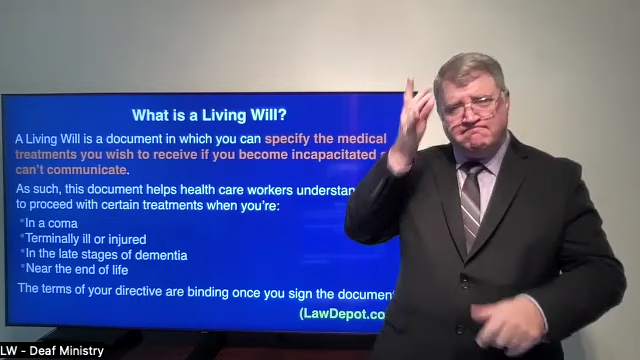 What is a Living Will?
A Living Will is a document in which you can specify the medical
treatments you wish to receive if you become incapacitated
can't communicate.
As such, this document helps health care workers
to proceed with certain treatments when you're:
*In a coma
*Terminally ill or injured
*In the late stages of dementia
*Near the end of life
The terms of your directive are binding once you sign the
(LawDepot.co
LW - Deaf Ministry